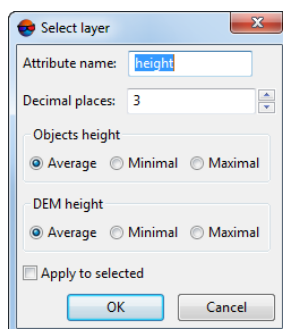 Select layer
Attribute name: height
Decimal places: 3
Objects height
Average Minimal Maximal
DEM height
Average Minimal Maximal
Apply to selected
OK Cancel